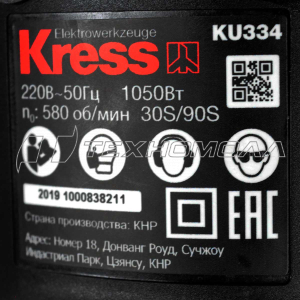 Elektrowerkzeuge
KU334
Kress
220В~50Гц 1050Вт
n₀: 580 об/мин 30S/90S
ТЕХНОМОЛЛ
2019 1000838211
Страна производства: КНР
Адрес: Номер 18, Донванг Роуд, Сучжоу
Индастриал Парк, Цзянсу, КНР
EAC